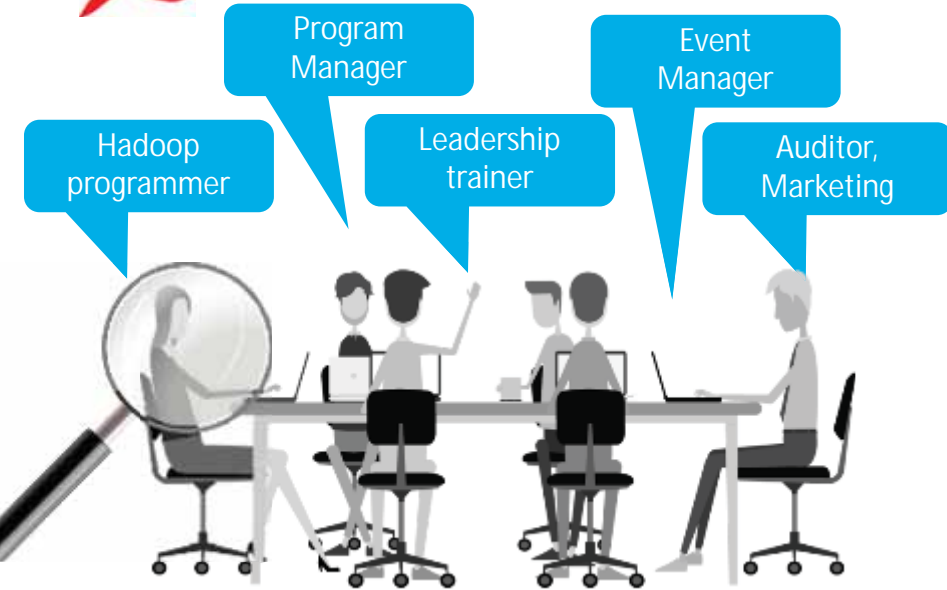 Program
Manager
Event
Manager
Hadoop
programmer
Leadership
trainer
Auditor,
Marketing